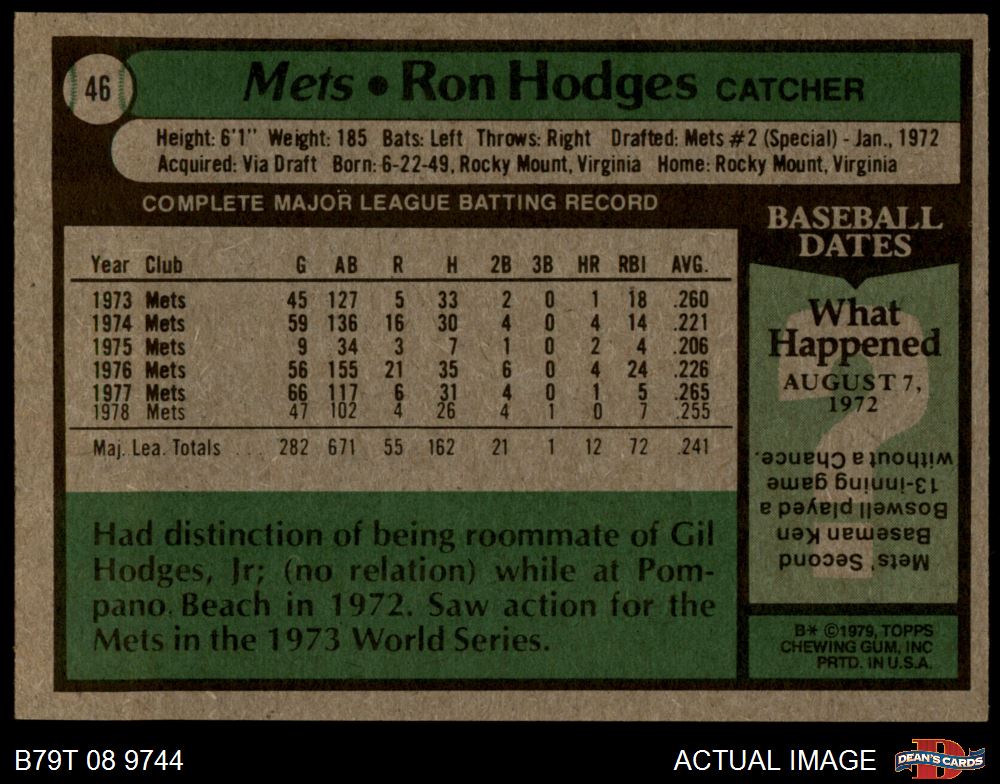 46
Mets • Ron Hodges CATCHER
Height: 6'1" Weight: 185 Bats: Left Throws: Right Drafted: Mets #2 (Special) - Jan., 1972
Acquired: Via Draft Born: 6-22-49, Rocky Mount, Virginia Home: Rocky Mount, Virginia
COMPLETE MAJOR LEAGUE BATTING RECORD
Year Club G AB R H 2B 3B HR RBI AVG.
1973 Mets 45 127 5 33 2 0 1 18 .260
1974 Mets 59 136 16 30 4 0 4 14 .221
1975 Mets 9 34 3 7 1 0 2 4 .206
1976 Mets 56 155 21 35 6 0 4 24 .226
1977 Mets 66 117 6 31 4 0 1 5 .265
1978 Mets 47 102 4 26 4 1 0 7 .255
Maj. Lea. Totals ... 282 671 55 162 21 1 12 72 .241
Had distinction of being roommate of Gil
Hodges, Jr; (no relation) while at Pom-
pano Beach in 1972. Saw action for the
Mets in the 1973 World Series.
BASEBALL
DATES
What
Happened
AUGUST 7,
1972
?
Mets' Second
Baseman Ken
Boswell played a
13-inning game
without a Chance.
B* ©1979, TOPPS
CHEWING GUM, INC
PRTD. IN U.S.A.
B79T 08 9744
ACTUAL IMAGE
D
DEAN'S CARDS